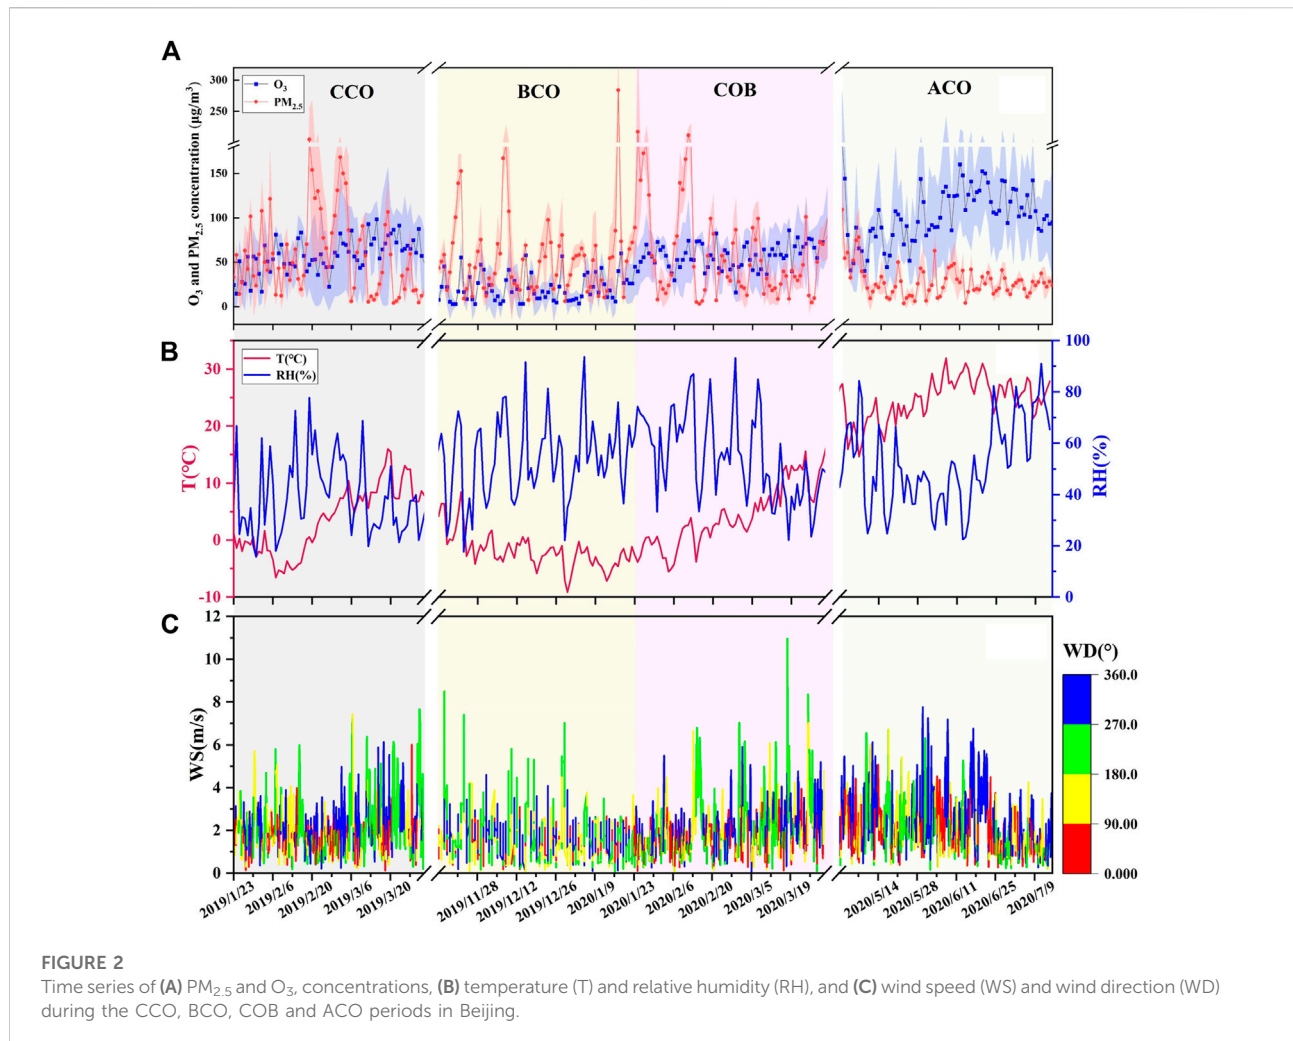 A
CCO
BCO
COB
ACO
O₃
PM₂.₅
O₃ and PM₂.₅ concentration (μg/m³)
300
250
150
100
50
0
B
T(°C)
RH(%)
T(°C)
30
20
10
0
-10
RH(%)
100
80
60
40
20
0
C
WS(m/s)
12
10
8
6
4
2
0
WD(°)
360.0
270.0
180.0
90.00
0.000
2019/1/23
2019/2/6
2019/2/20
2019/3/6
2019/3/20
2019/11/28
2019/12/12
2019/12/26
2020/1/9
2020/1/23
2020/2/6
2020/2/20
2020/3/5
2020/3/19
2020/5/14
2020/5/28
2020/6/11
2020/6/25
2020/7/9
FIGURE 2
Time series of (A) PM₂.₅ and O₃, concentrations, (B) temperature (T) and relative humidity (RH), and (C) wind speed (WS) and wind direction (WD)
during the CCO, BCO, COB and ACO periods in Beijing.